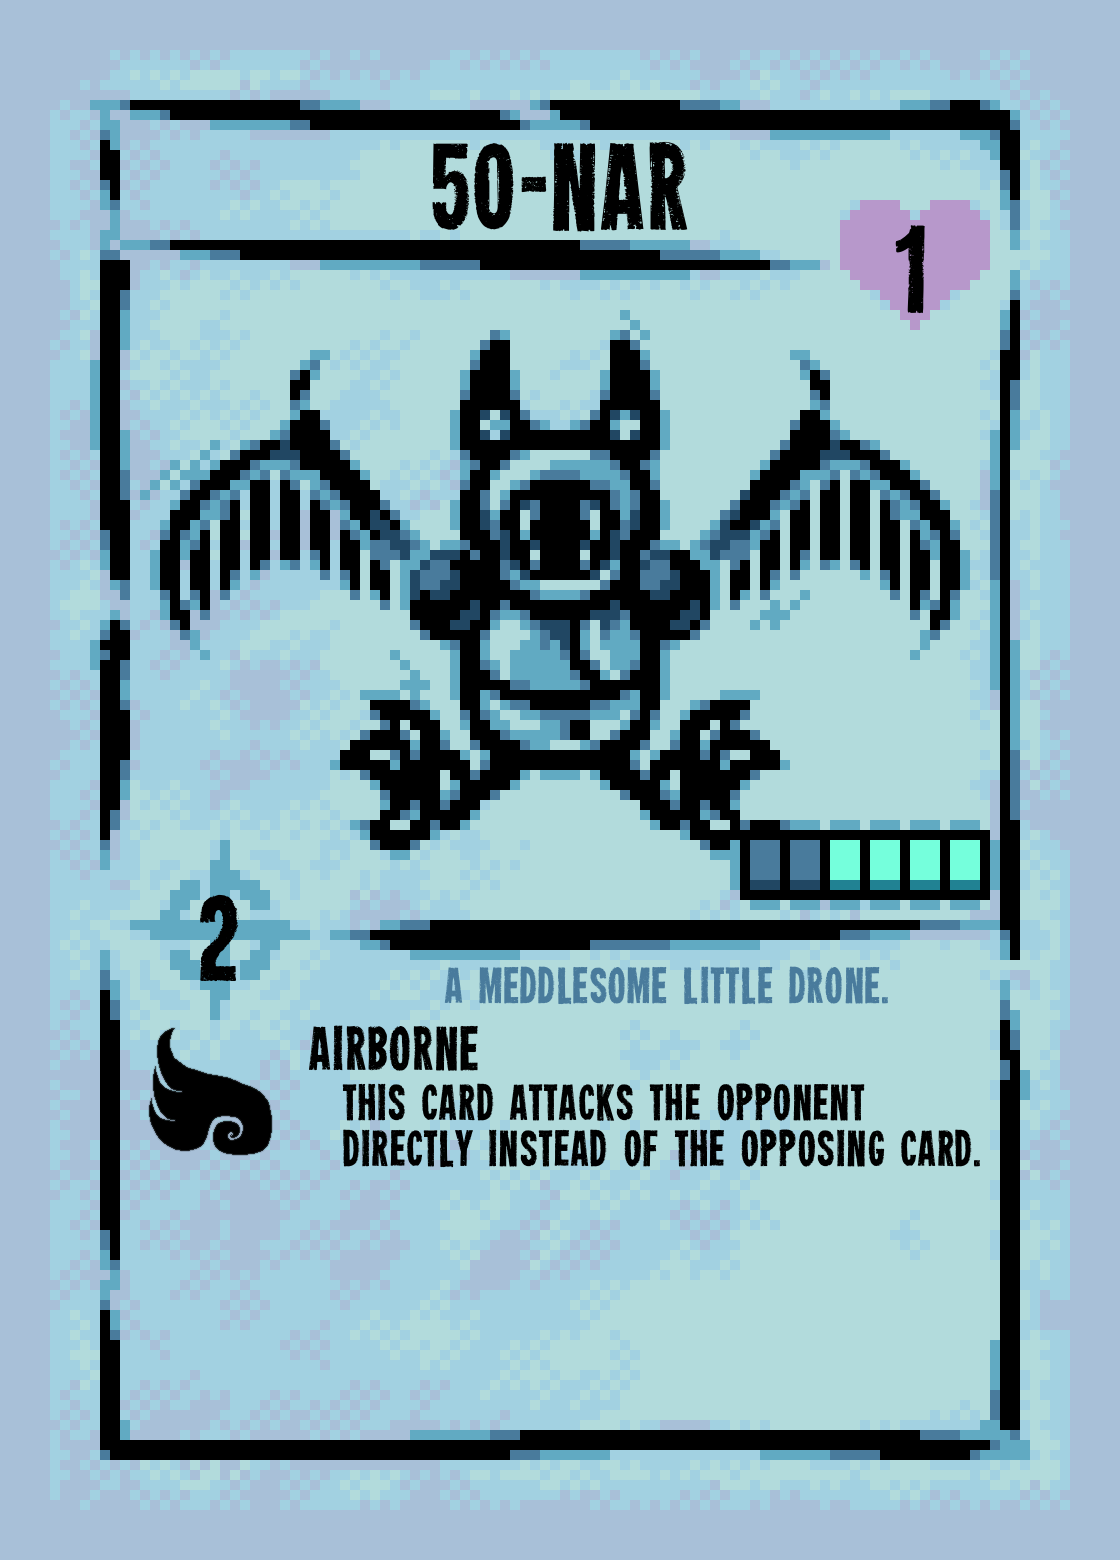 50-NAR
1
2
A MEDDLESOME LITTLE DRONE.
AIRBORNE
THIS CARD ATTACKS THE OPPONENT
DIRECTLY INSTEAD OF THE OPPOSING CARD.